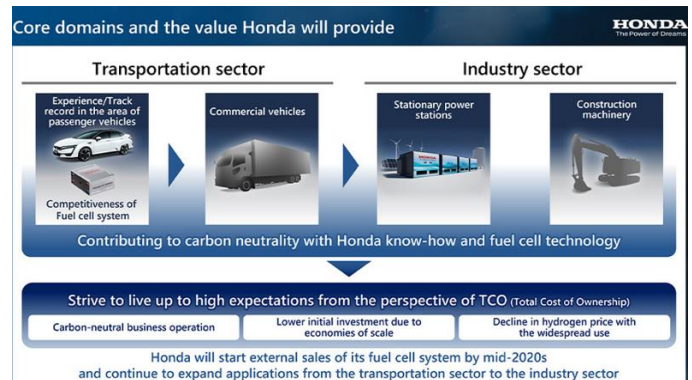 Core domains and the value Honda will provide
HONDA
The Power of Dreams
Transportation sector
Industry sector
Experience/Track
record in the area of
passenger vehicles
Competitiveness of
Fuel cell system
Commercial vehicles
Stationary power
stations
Construction
machinery
Contributing to carbon neutrality with Honda know-how and fuel cell technology
Strive to live up to high expectations from the perspective of TCO (Total Cost of Ownership)
Carbon-neutral business operation
Lower initial investment due to
economies of scale
Decline in hydrogen price with
the widespread use
Honda will start external sales of its fuel cell system by mid-2020s
and continue to expand applications from the transportation sector to the industry sector